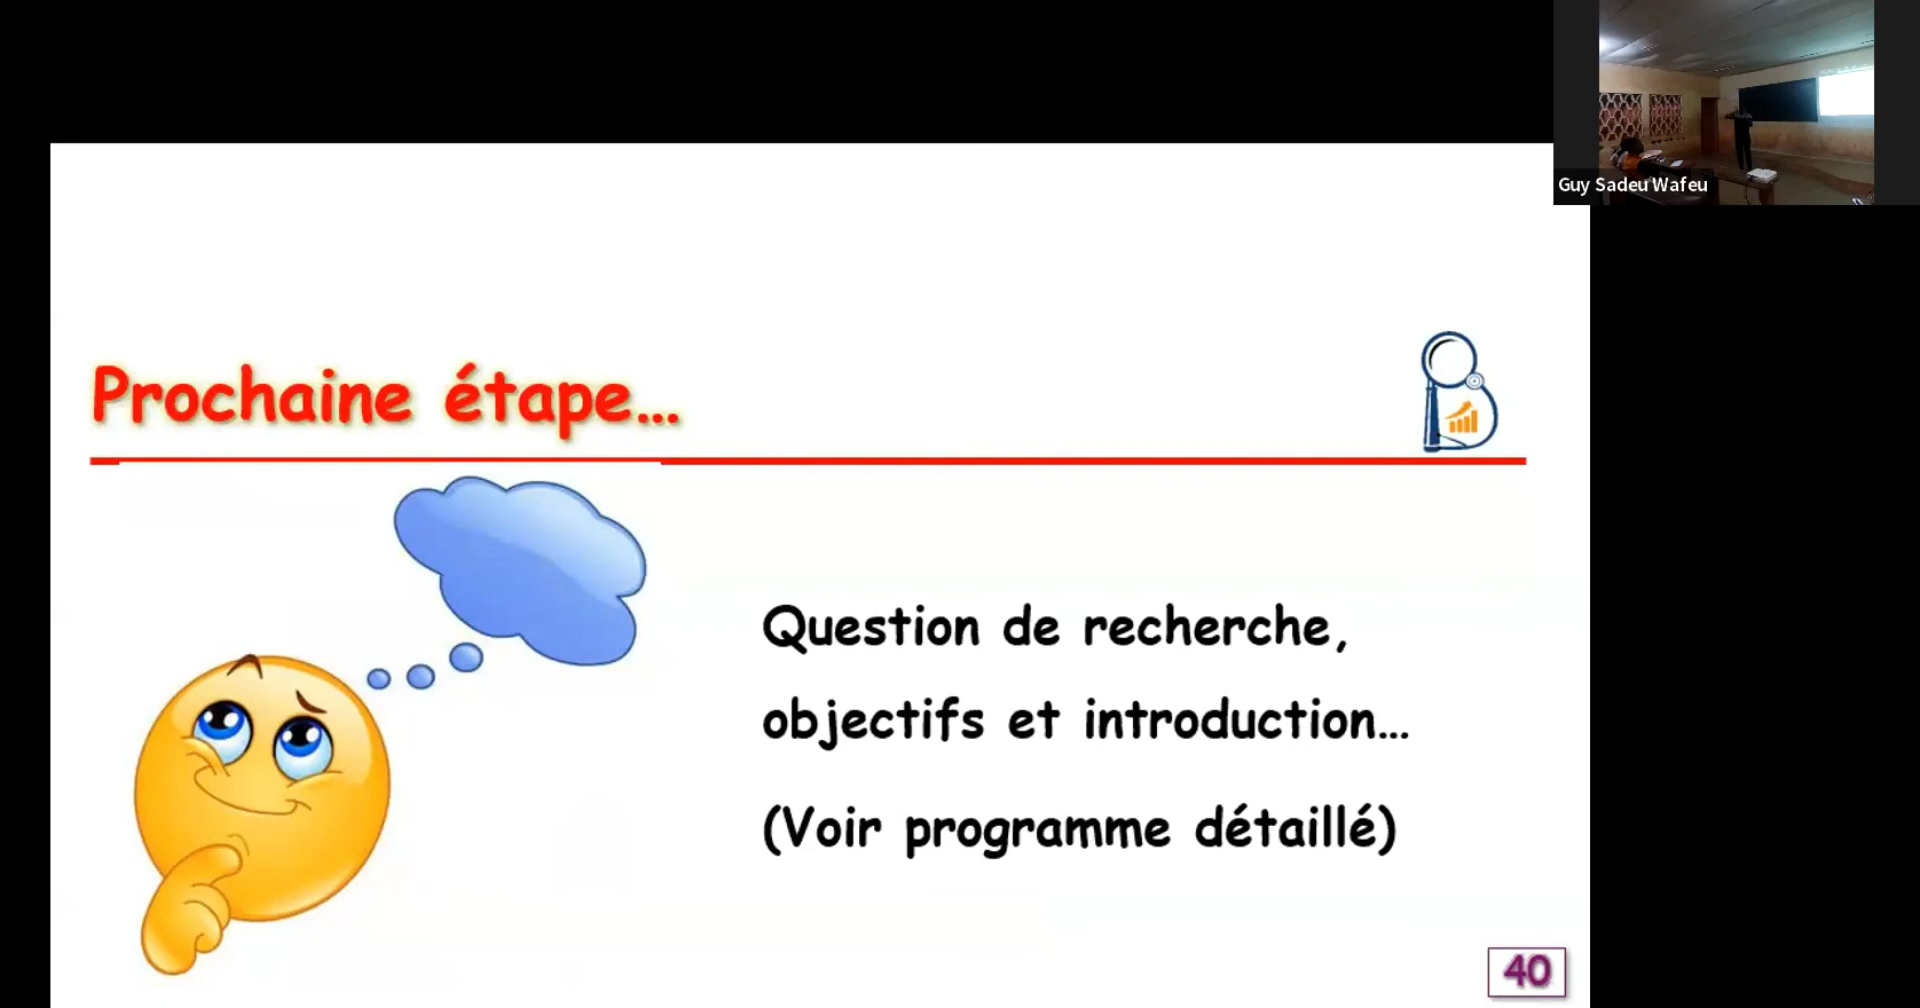 Guy Sadeu Wafeu
Prochaine étape...
Question de recherche,
objectifs et introduction...
(Voir programme détaillé)
40